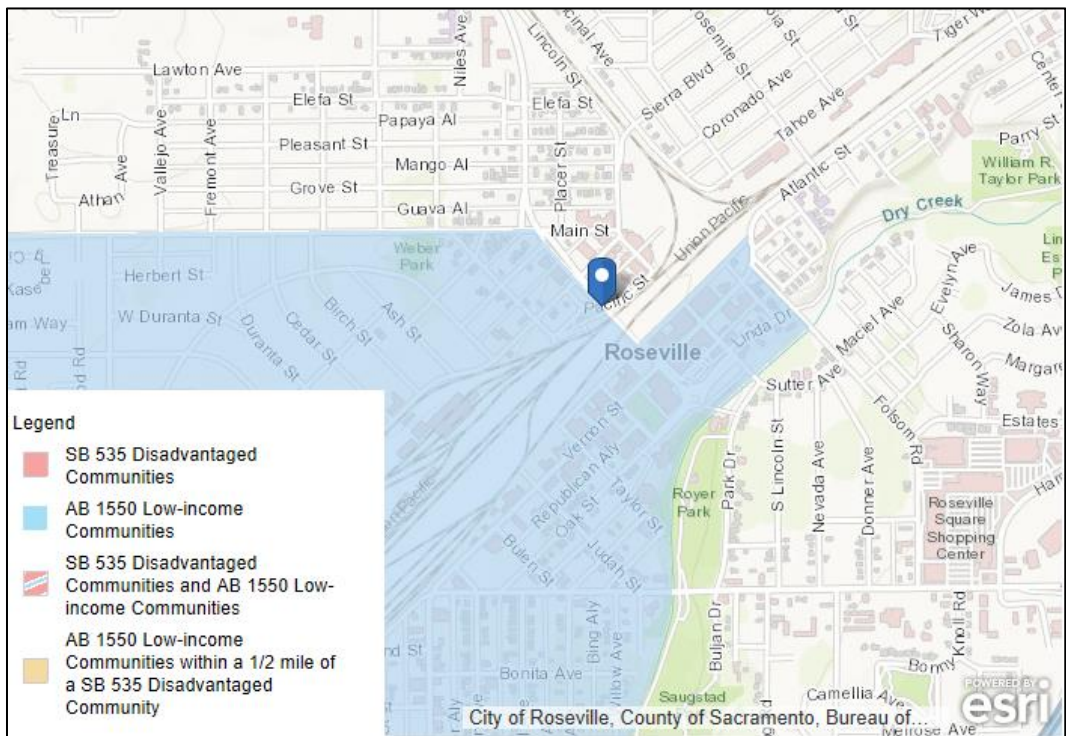 Lawton Ave
Niles Ave
Lincoln St
Sierra Blvd
Coronado Ave
Tahoe Ave
Elefa St
Elefa St
Papaya Al
Pleasant St
Mango Al
Grove St
Guava Al
Placer St
Main St
Ln
Treasure
Athan
Ave
Vallejo Ave
Fremont Ave
Atlantic St
Union Pacific
Parry St
William R.
Taylor Park
Dry Creek
Weber
Park
Herbert St
W Duranta St
Duranta St
Cedar St
Birch St
Ash St
Pacific St
Roseville
Linda Dr
Maciel Ave
Evelyn Ave
James
Zola Av
Margare
Sharon Way
Sutter Ave
Folsom Rd
Estates
Vernon St
Republican Aly
Oak St
Taylor St
Judah St
Bulen St
Royer
Park
Park Dr
S Lincoln St
Nevada Ave
Donner Ave
Roseville
Square
Shopping
Center
Bing Aly
Willow Ave
Bonita Ave
Buljan Dr
Knoll Rd
Bonny
Saugstad
Camellia Ave
Melrose Ave
Legend
SB 535 Disadvantaged
Communities
AB 1550 Low-income
Communities
SB 535 Disadvantaged
Communities and AB 1550 Low-
income Communities
AB 1550 Low-income
Communities within a 1/2 mile of
a SB 535 Disadvantaged
Community
City of Roseville, County of Sacramento, Bureau of...
POWERED BY
esri